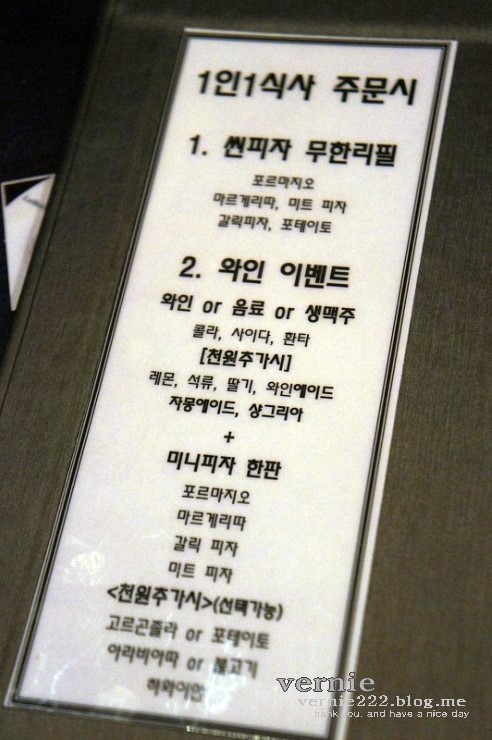 1인1식사 주문시
1. 씬피자 무한리필
포르마지오
마르게리따, 미트 피자
갈릭피자, 포테이토
2. 와인 이벤트
와인 or 음료 or 생맥주
콜라, 사이다, 환타
[천원추가시]
레몬, 석류, 딸기, 와인에이드
자몽에이드, 샹그리아
+
미니피자 한판
포르마지오
마르게리따
갈릭 피자
미트 피자
<천원추가시>(선택가능)
고르곤졸라 or 포테이토
아라비아따 or 불고기
하와이안
vernie
vernie222.blog.me
thank you. and have a nice day